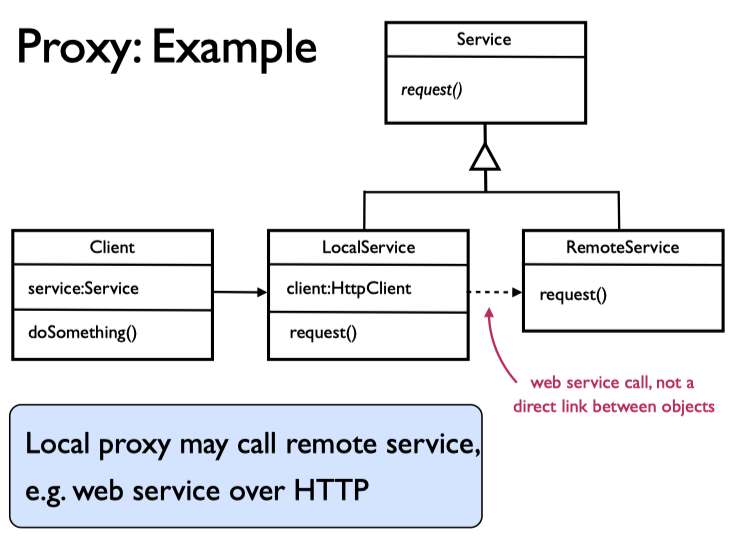 Proxy: Example
Service
request()
Client
service:Service
doSomething()
LocalService
client:HttpClient
request()
RemoteService
request()
web service call, not a
direct link between objects
Local proxy may call remote service,
e.g. web service over HTTP